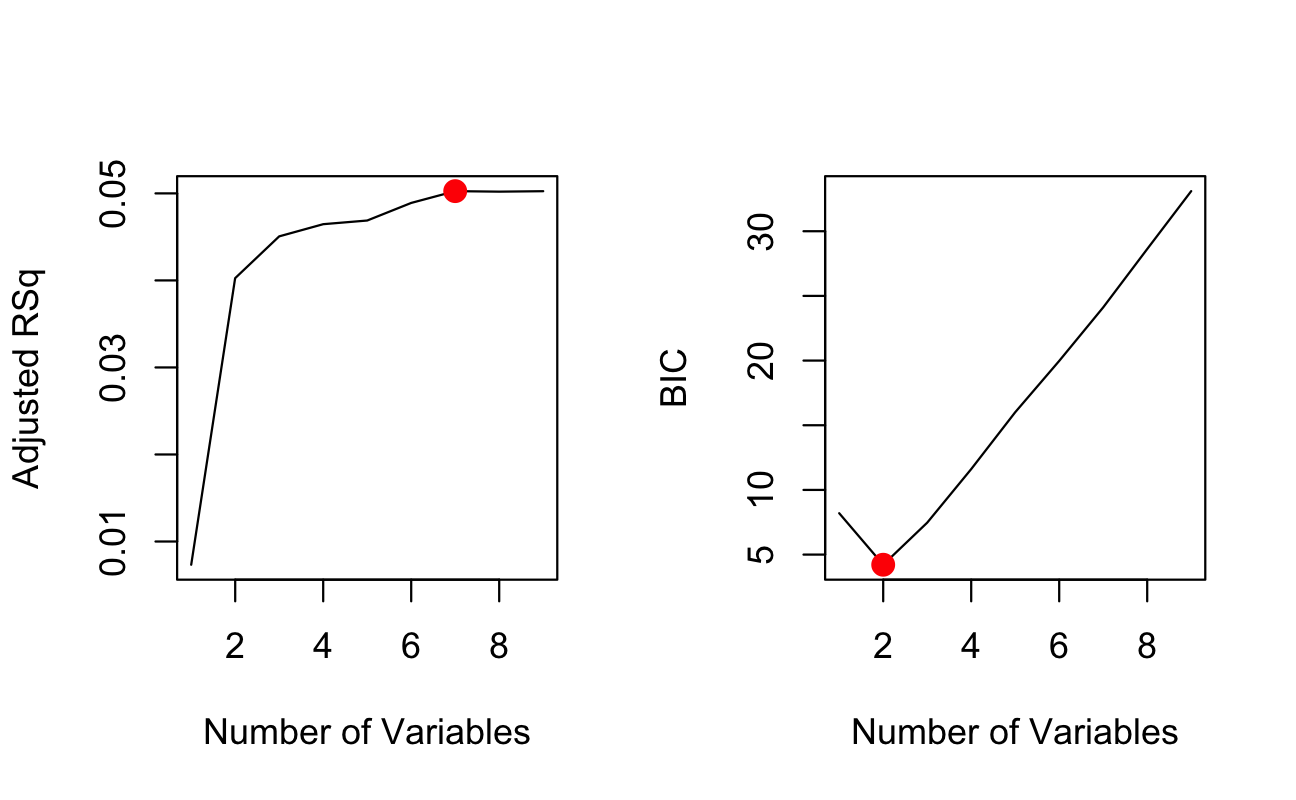 Adjusted RSq
0.01 0.03 0.05
2 4 6 8
Number of Variables
BIC
5 10 20 30
2 4 6 8
Number of Variables